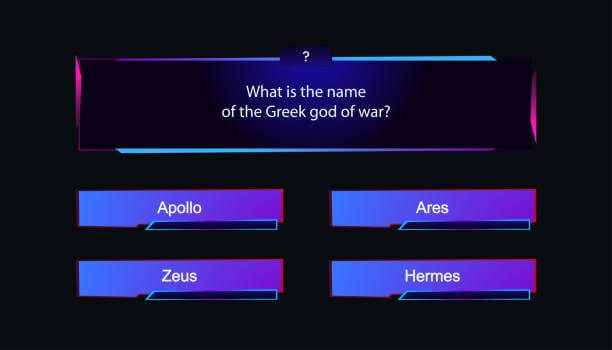 ?
What is the name
of the Greek god of war?
Apollo
Ares
Zeus
Hermes